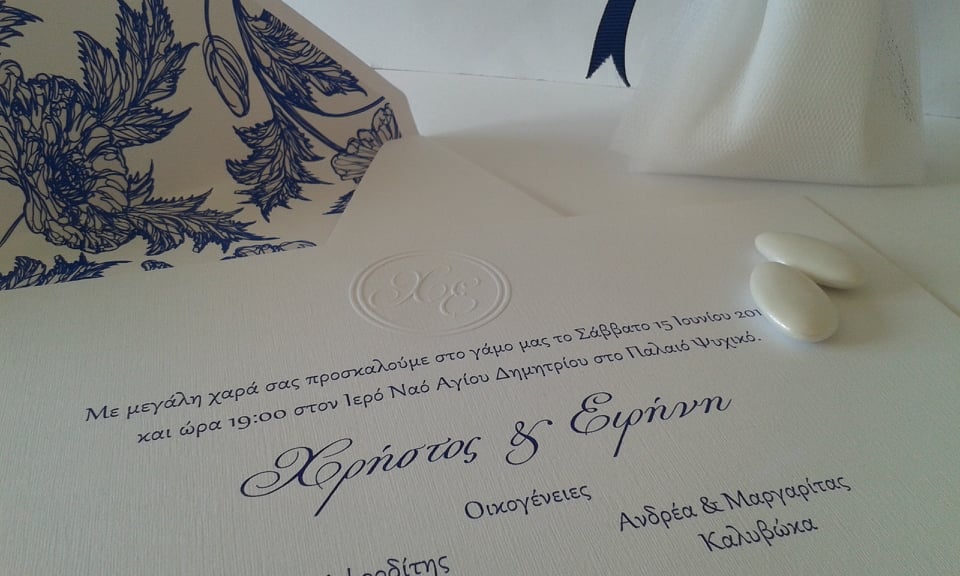 ΧΕ
Με μεγάλη χαρά σας προσκαλούμε στο γάμο μας το Σάββατο 15 Ιουνίου
και ώρα 19:00 στον Ιερό Ναό Αγίου Δημητρίου στο Παλαιό Ψυχικό.
Χρήστος & Ειρήνη
Οικογένειες
Ανδρέα & Μαργαρίτας
Καλυβώκα